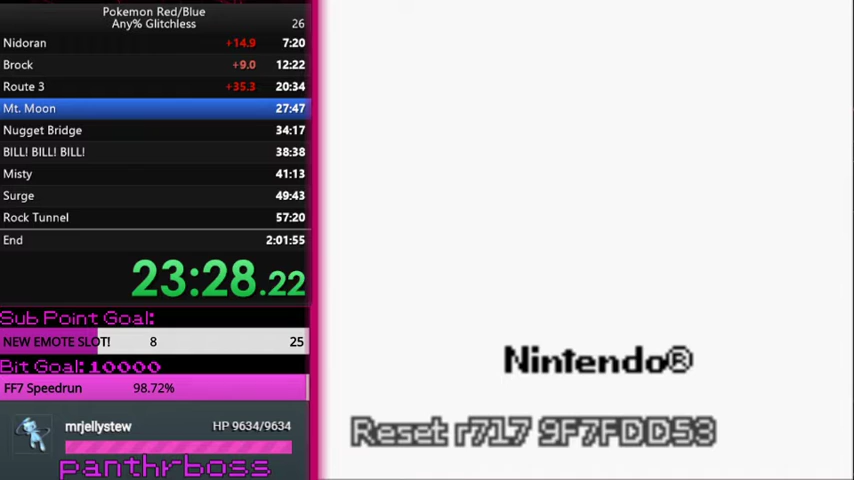 Pokemon Red/Blue
Any% Glitchless 26
Nidoran +14.9 7:20
Brock +9.0 12:22
Route 3 +35.3 20:34
Mt. Moon 27:47
Nugget Bridge 34:17
BILL! BILL! BILL! 38:38
Misty 41:13
Surge 49:43
Rock Tunnel 57:20
End 2:01:55
23:28.22
Sub Point Goal:
NEW EMOTE SLOT! 8 25
Bit Goal: 10000
FF7 Speedrun 98.72%
mrjellystew HP 9634/9634
panthrboss
Nintendo®
Reset r717 9F7FDD53